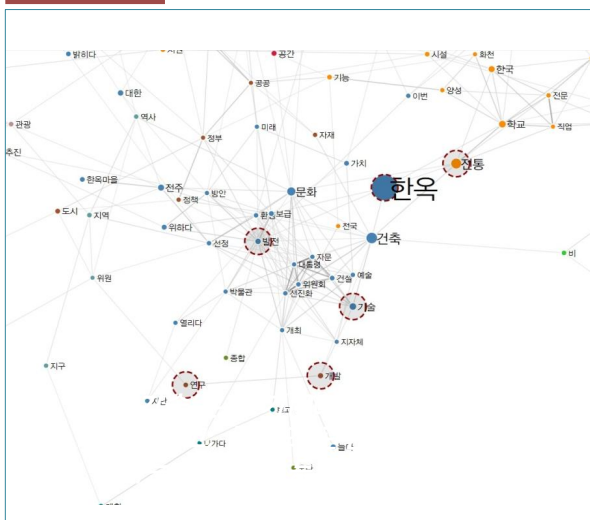 밝히다
공간
시설
화천
한국
공공
기능
대한
이번
양성
전문
역사
관광
미래
자재
학교
직업
정부
추진
가치
전통
한옥마을
전주
방안
문화
한옥
정책
도시
지역
보급
전국
위하다
건축
선정
발전
비
자문
대통령
위원
위원회
건설
예술
박물관
선진화
기술
열리다
개최
지자체
종합
지구
연구
개발